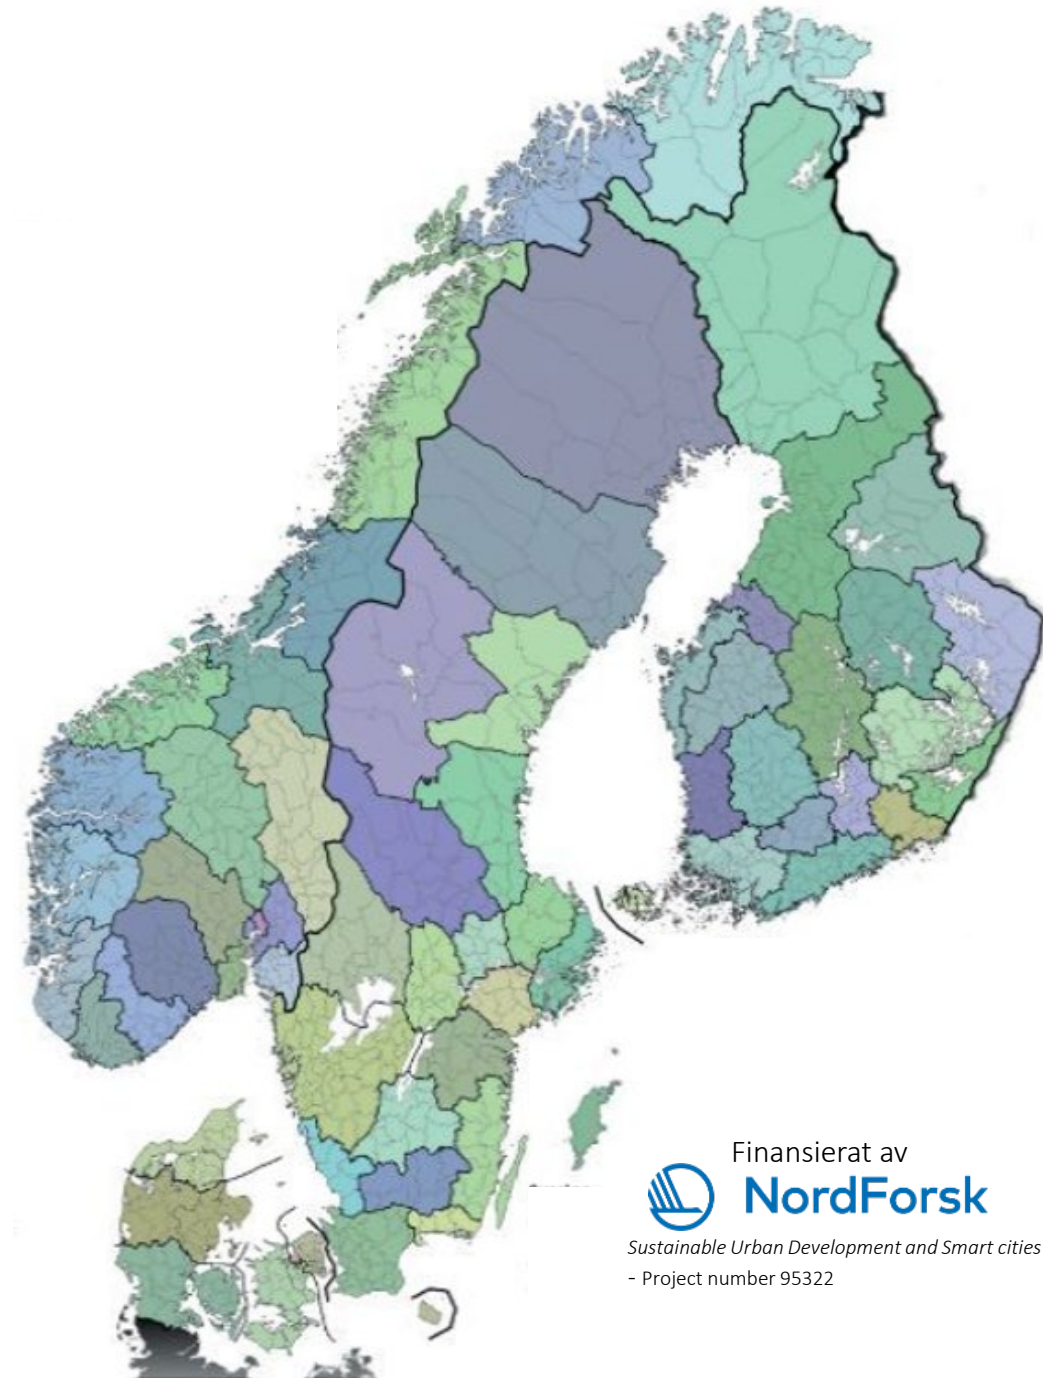 Finansierat av
NordForsk
Sustainable Urban Development and Smart cities
- Project number 95322